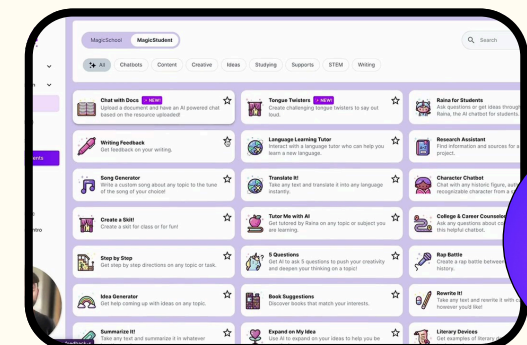 MagicSchool MagicStudent
Search
All Chatbots Content Creative Ideas Studying Supports STEM Writing
Chat with Docs NEW!
Upload a document and have an AI powered chat
based on the resource uploaded!
Tongue Twisters NEW!
Create challenging tongue twisters to say out
loud.
Raina for Students
Ask questions or get ideas through
Raina, the AI chatbot for students.
Writing Feedback
Get feedback on your writing.
Language Learning Tutor
Interact with a language tutor who can help you
learn a new language.
Research Assistant
Find information and sources for a
project.
Song Generator
Write a custom song about any topic to the tune
of the song of your choice!
Translate It!
Take any text and translate it into any language
instantly.
Character Chatbot
Chat with any historic figure,
recognizable character from a
Create a Skit!
Create a skit for class or for fun!
Tutor Me with AI
Get tutored by Raina on any topic or subject you
are learning.
College & Career Counselor
Ask any questions about
this helpful chatbot.
Step by Step
Get step by step directions on any topic or task.
5 Questions
Get AI to ask 5 questions to push your creativity
and deepen your thinking on a topic!
Rap Battle
Create a rap battle between
history.
Idea Generator
Get help coming up with ideas on any topic.
Book Suggestions
Discover books that match your interests.
Rewrite It!
Take any text and rewrite it with
however you'd like!
Summarize It!
Take any text and summarize it in whatever
Expand on My Idea
Use AI to expand on your idea to help you be
Literary Devices
Get examples of literary